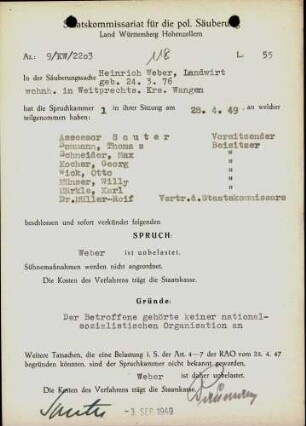 Staatskommissariat für die pol. Säuberung
Land Württemberg Hohenzollern
Az: 9/KW/2203 118 L 55
In der Säuberungssache Heinrich Weber, Landwirt
geb. 24. 3. 76
wohnh. in Weitprechts. Krs. Wangen
hat die Spruchkammer 1 in ihrer Sitzung am 28. 4. 49. an welcher
teilgenommen haben:
Assessor Sauter Vorsitzender
Thomas Beisitzer
Schneider, Max "
Kocher, Georg "
Wick, Otto "
Münzer, Willy "
Märkle, Karl "
Dr.Müller-Reif Vertr.d.Staatskommissars
beschlossen und sofort verkündet folgenden
SPRUCH:
Weber ist unbelastet.
Sühnemaßnahmen werden nicht angeordnet.
Die Kosten des Verfahrens trägt die Staatskasse.
Gründe:
Der Betroffene gehörte keiner national-
sozialistischen Organisation an
Weitere Tatsachen, die eine Belastung i. S. der Art. 4—7 der RAO vom 24. 4. 47
begründen können, sind der Spruchkammer nicht bekannt geworden,
Weber ist daher unbelastet.
Die Kosten des Verfahrens trägt die Staatskasse.
Sauter
-3. SEP. 1949